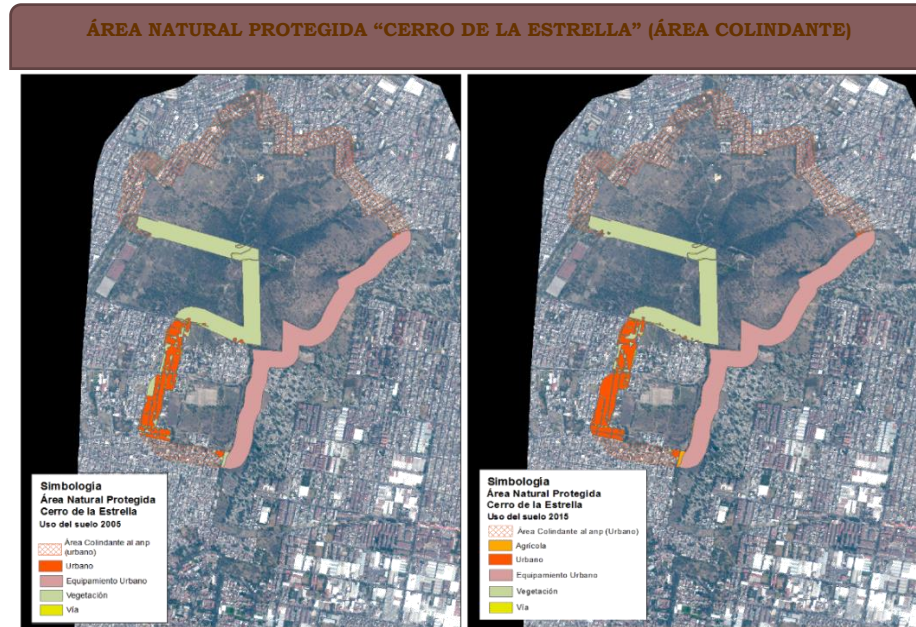 ÁREA NATURAL PROTEGIDA “CERRO DE LA ESTRELLA” (ÁREA COLINDANTE)
Simbología
Área Natural Protegida
Cerro de la Estrella
Uso del suelo 2005
Área Colindante al anp
(urbano)
Urbano
Equipamiento Urbano
Vegetación
Vía
Simbología
Área Natural Protegida
Cerro de la Estrella
Uso del suelo 2015
Área Colindante al anp (Urbano)
Agrícola
Urbano
Equipamiento Urbano
Vegetación
Vía